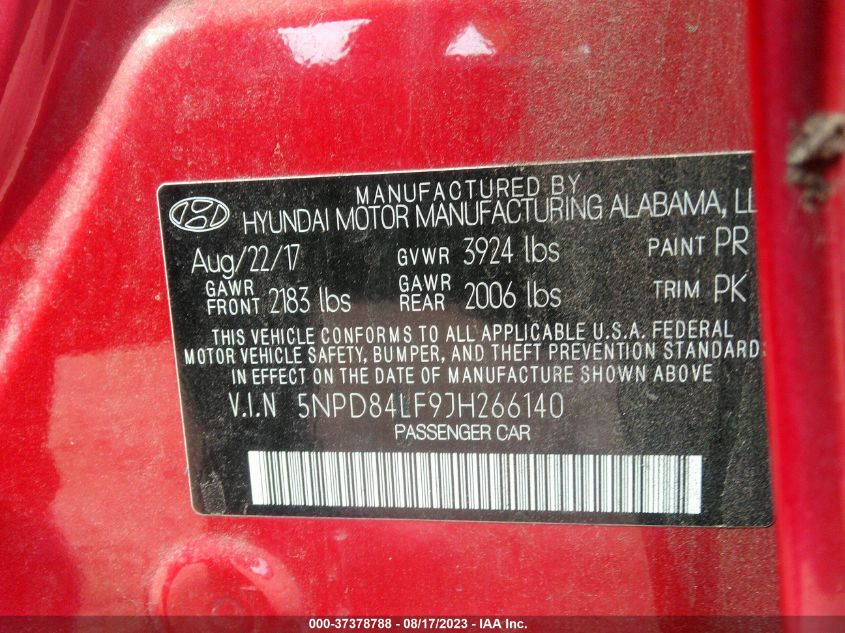 MANUFACTURED BY
HYUNDAI MOTOR MANUFACTURING ALABAMA,
Aug/22/17 GVWR 3924 lbs PAINT PR
GAWR FRONT 2183 lbs GAWR REAR 2006 lbs TRIM PK
THIS VEHICLE CONFORMS TO ALL APPLICABLE U.S.A. FEDERAL
MOTOR VEHICLE SAFETY, BUMPER, AND THEFT PREVENTION STANDARD
IN EFFECT ON THE DATE OF MANUFACTURE SHOWN ABOVE
V.I.N 5NPD84LF9JH266140
PASSENGER CAR
000-37378788 - 08/17/2023 - IAA Inc.